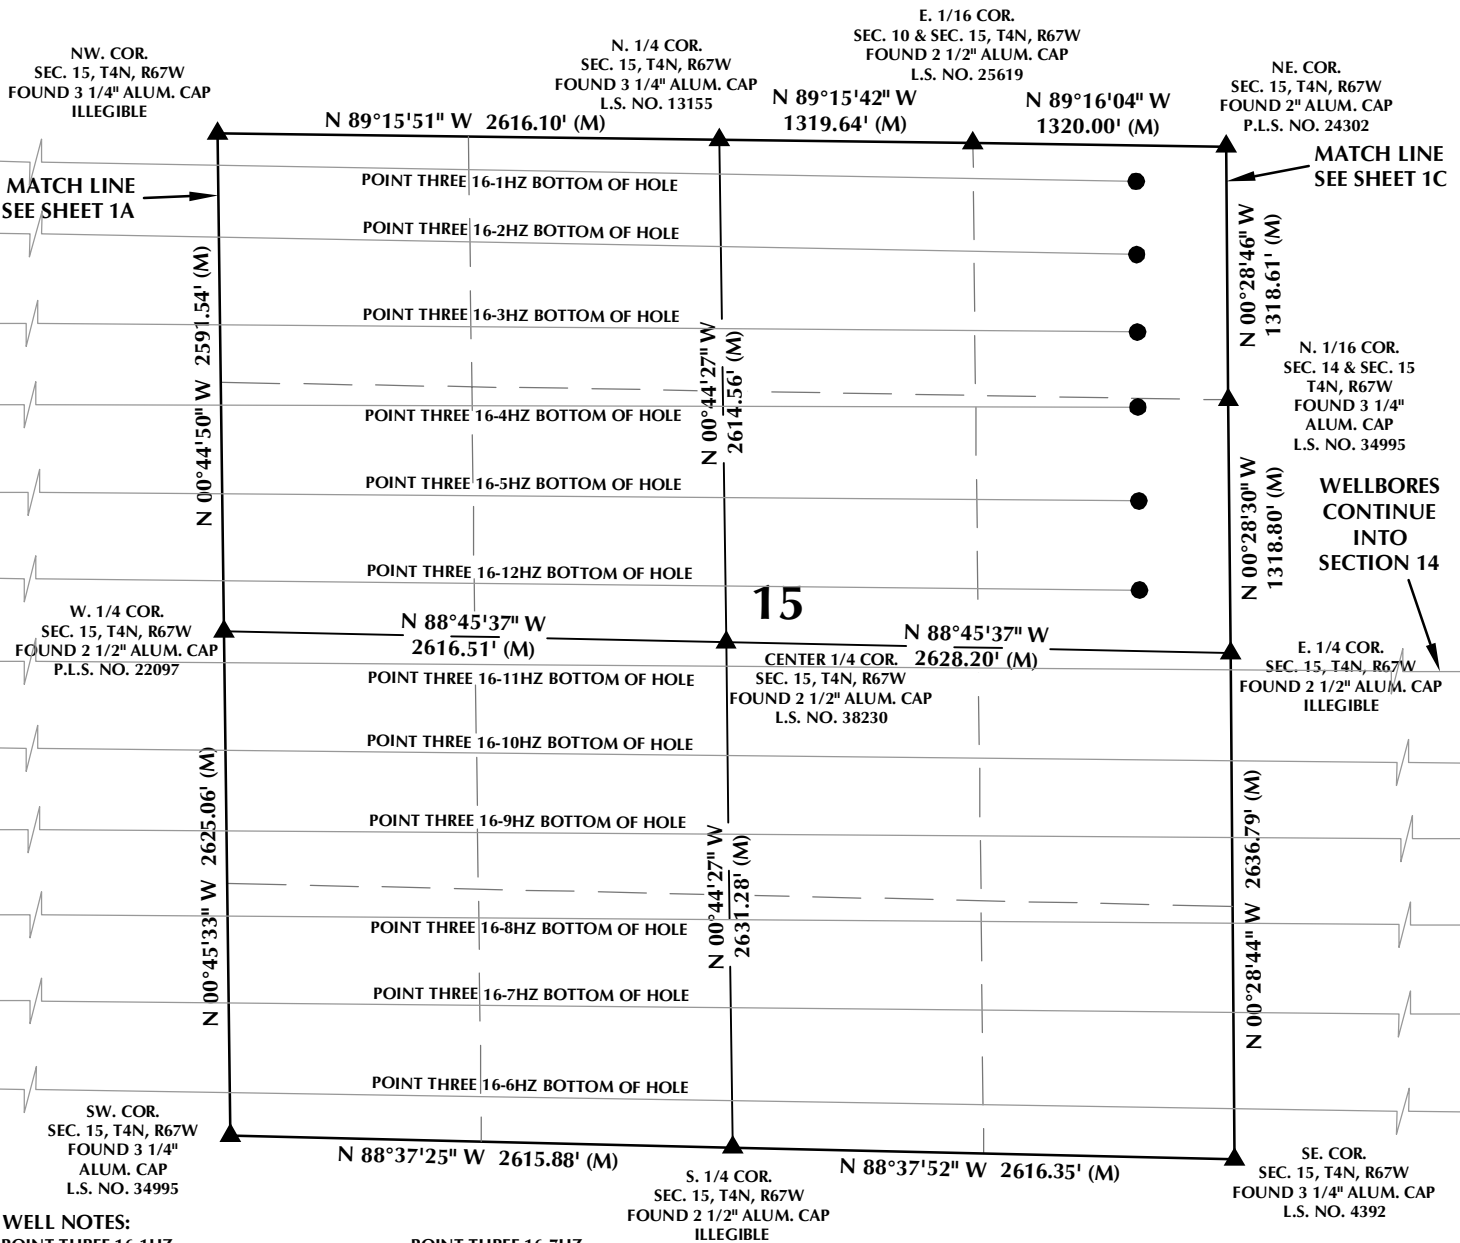 E. 1/16 COR.
SEC. 10 & SEC. 15, T4N, R67W
FOUND 2 1/2" ALUM. CAP
L.S. NO. 25619
NW. COR.
SEC. 15, T4N, R67W
FOUND 3 1/4" ALUM. CAP
ILLEGIBLE
N. 1/4 COR.
SEC. 15, T4N, R67W
FOUND 3 1/4" ALUM. CAP
L.S. NO. 13155
NE. COR.
SEC. 15, T4N, R67W
FOUND 2" ALUM. CAP
P.L.S. NO. 24302
N 89°15'51" W 2616.10' (M)
N 89°15'42" W
1319.64' (M)
N 89°16'04" W
1320.00' (M)
MATCH LINE
SEE SHEET 1A
MATCH LINE
SEE SHEET 1C
POINT THREE 16-1HZ BOTTOM OF HOLE
POINT THREE 16-2HZ BOTTOM OF HOLE
POINT THREE 16-3HZ BOTTOM OF HOLE
POINT THREE 16-4HZ BOTTOM OF HOLE
POINT THREE 16-5HZ BOTTOM OF HOLE
POINT THREE 16-12HZ BOTTOM OF HOLE
N 00°44'50" W 2591.54' (M)
N 00°44'27" W
2614.56' (M)
N 00°28'46" W
1318.61' (M)
N. 1/16 COR.
SEC. 14 & SEC. 15
T4N, R67W
FOUND 3 1/4"
ALUM. CAP
L.S. NO. 34995
N 00°28'30" W
1318.80' (M)
WELLBORES
CONTINUE
INTO
SECTION 14
15
W. 1/4 COR.
SEC. 15, T4N, R67W
FOUND 2 1/2" ALUM. CAP
P.L.S. NO. 22097
N 88°45'37" W
2616.51' (M)
N 88°45'37" W
2628.20' (M)
CENTER 1/4 COR.
SEC. 15, T4N, R67W
FOUND 2 1/2" ALUM. CAP
L.S. NO. 38230
E. 1/4 COR.
SEC. 15, T4N, R67W
FOUND 2 1/2" ALUM. CAP
ILLEGIBLE
POINT THREE 16-11HZ BOTTOM OF HOLE
POINT THREE 16-10HZ BOTTOM OF HOLE
POINT THREE 16-9HZ BOTTOM OF HOLE
POINT THREE 16-8HZ BOTTOM OF HOLE
POINT THREE 16-7HZ BOTTOM OF HOLE
POINT THREE 16-6HZ BOTTOM OF HOLE
N 00°45'33" W 2625.06' (M)
N 00°44'27" W
2631.28' (M)
N 00°28'44" W 2636.79' (M)
SW. COR.
SEC. 15, T4N, R67W
FOUND 3 1/4"
ALUM. CAP
L.S. NO. 34995
N 88°37'25" W 2615.88' (M)
S. 1/4 COR.
SEC. 15, T4N, R67W
FOUND 2 1/2" ALUM. CAP
ILLEGIBLE
N 88°37'52" W 2616.35' (M)
SE. COR.
SEC. 15, T4N, R67W
FOUND 3 1/4" ALUM. CAP
L.S. NO. 4392
WELL NOTES:
POINT THREE 16-1HZ
POINT THREE 16-7HZ